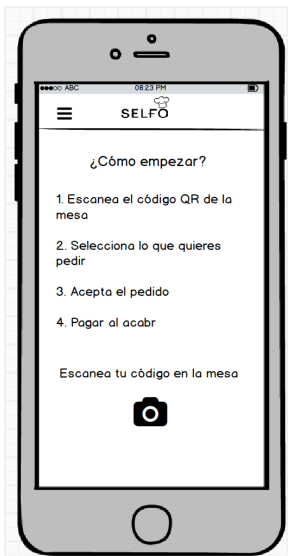 ABC 08:23 PM
SELFO
¿Cómo empezar?
1. Escanea el código QR de la
mesa
2. Selecciona lo que quieres
pedir
3. Acepta el pedido
4. Pagar al acabr
Escanea tu código en la mesa